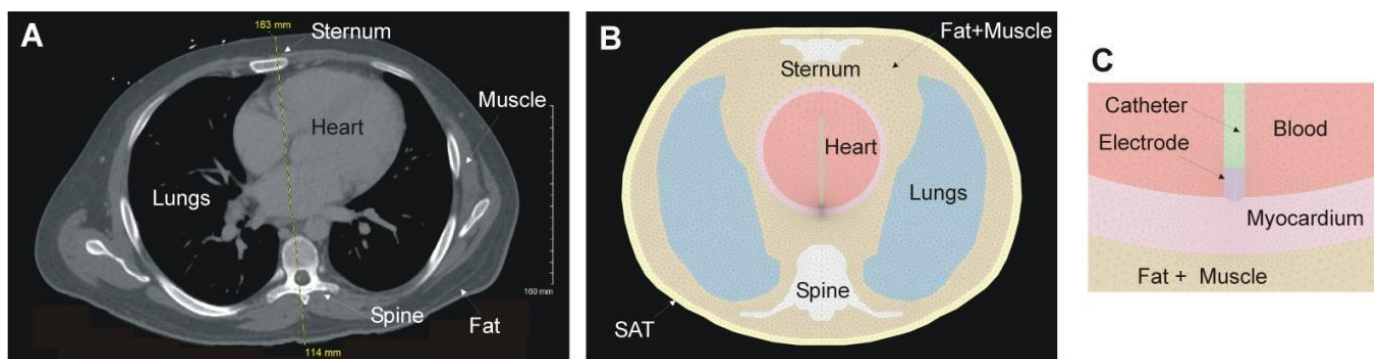 A
163 mm
Sternum
Muscle
Heart
Lungs
160 mm
Spine
Fat
114 mm
B
Fat+Muscle
Sternum
Heart
Lungs
Spine
SAT
C
Catheter
Blood
Electrode
Myocardium
Fat + Muscle